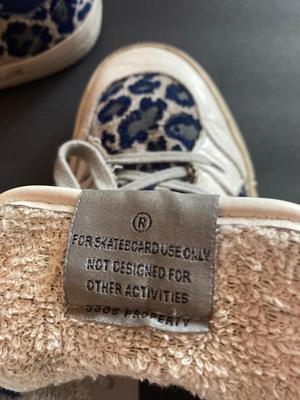 ®
FOR SKATEBOARD USE ONLY
NOT DESIGNED FOR
OTHER ACTIVITIES
PROPERTY